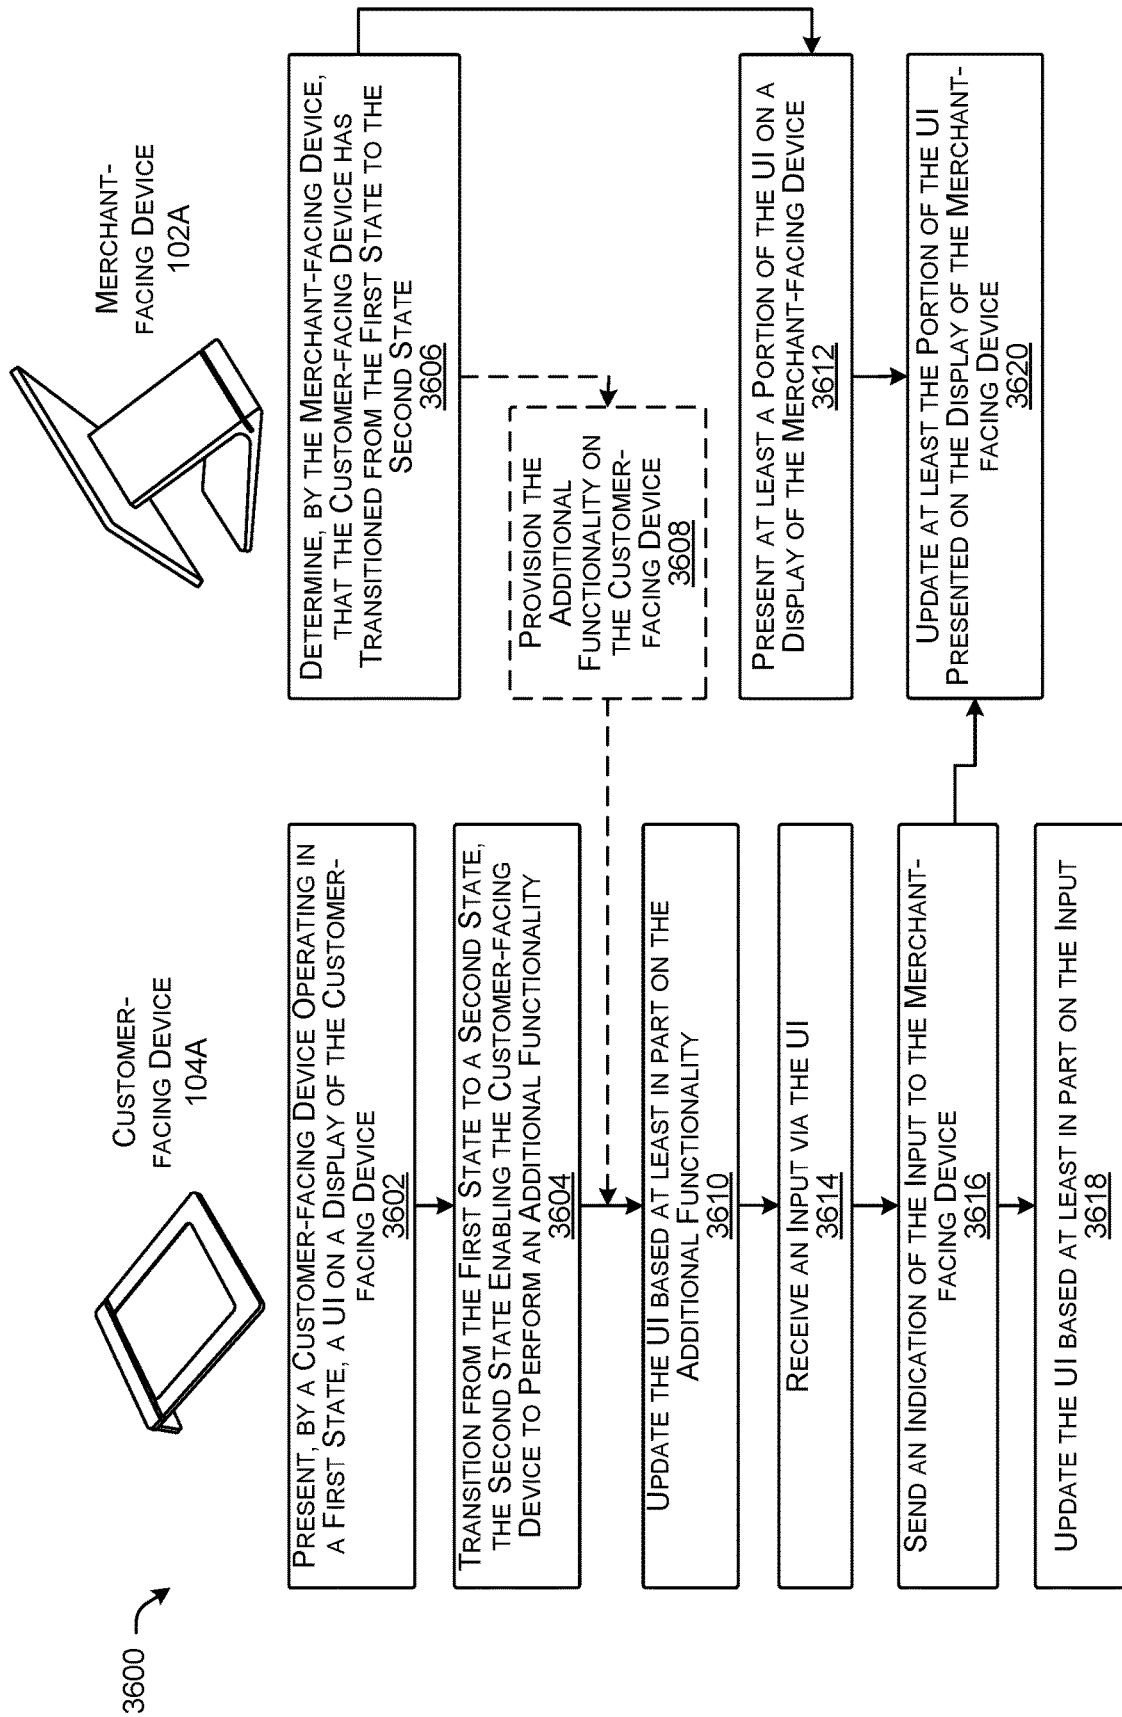 3600
CUSTOMER-
FACING DEVICE
104A
MERCHANT-
FACING DEVICE
102A
PRESENT, BY A CUSTOMER-FACING DEVICE OPERATING IN
A FIRST STATE, A UI ON A DISPLAY OF THE CUSTOMER-
FACING DEVICE
3602
TRANSITION FROM THE FIRST STATE TO A SECOND STATE,
THE SECOND STATE ENABLING THE CUSTOMER-FACING
DEVICE TO PERFORM AN ADDITIONAL FUNCTIONALITY
3604
DETERMINE, BY THE MERCHANT-FACING DEVICE,
THAT THE CUSTOMER-FACING DEVICE HAS
TRANSITIONED FROM THE FIRST STATE TO THE
SECOND STATE
3606
PROVISION THE
ADDITIONAL
FUNCTIONALITY ON
THE CUSTOMER-
FACING DEVICE
3608
UPDATE THE UI BASED AT LEAST IN PART ON THE
ADDITIONAL FUNCTIONALITY
3610
PRESENT AT LEAST A PORTION OF THE UI ON A
DISPLAY OF THE MERCHANT-FACING DEVICE
3612
RECEIVE AN INPUT VIA THE UI
3614
SEND AN INDICATION OF THE INPUT TO THE MERCHANT-
FACING DEVICE
3616
UPDATE THE UI BASED AT LEAST IN PART ON THE INPUT
3618
UPDATE AT LEAST THE PORTION OF THE UI
PRESENTED ON THE DISPLAY OF THE MERCHANT-
FACING DEVICE
3620